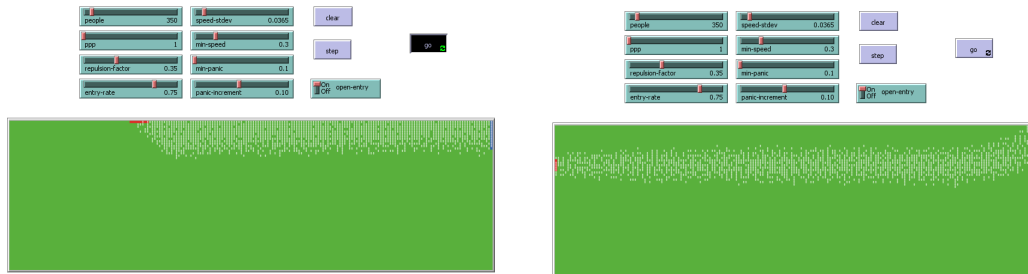 people 350 speed-stdev 0.0365 clear
ppp 1 min-speed 0.3 step go
repulsion-factor 0.35 min-panic 0.1
entry-rate 0.75 panic-increment 0.10 On Off open-entry
people 350 speed-stdev 0.0365 clear
ppp 1 min-speed 0.3 step go
repulsion-factor 0.35 min-panic 0.1
entry-rate 0.75 panic-increment 0.10 On Off open-entry